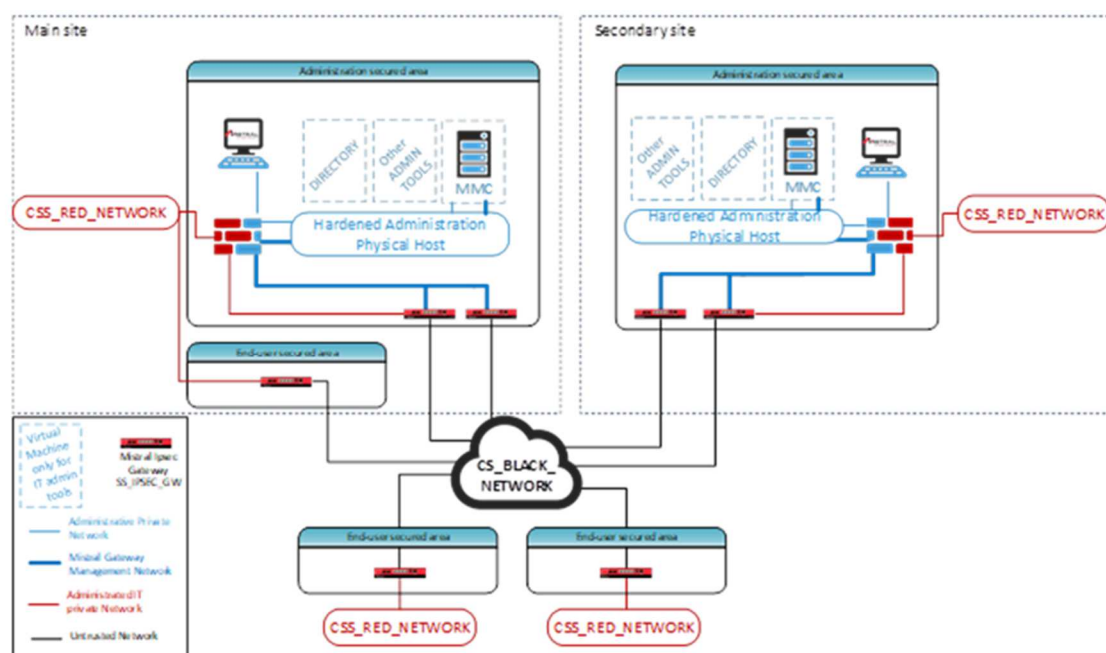 Main site
Secondary site
Administration secured area
Administration secured area
DIRECTORY
Other
ADMIN
TOOLS
MMC
Other
ADMIN
TOOLS
DIRECTORY
MMC
CSS_RED_NETWORK
Hardened Administration
Physical Host
Hardened Administration
Physical Host
CSS_RED_NETWORK
End-user secured area
CS_BLACK_
NETWORK
Virtual
Machine
only for
IT admin
tools
Mistral Ipsec
Gateway
SS_IPSEC_GW
Administrative Private
Network
Mistral Gateway
Management Network
Administrated IT
private Network
Untrusted Network
End-user secured area
End-user secured area
CSS_RED_NETWORK
CSS_RED_NETWORK